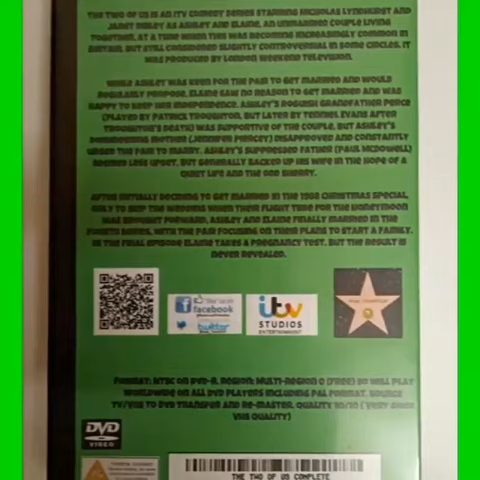 THE TWO OF US IS AN ITV COMEDY SERIES STARRING NICHOLAS LYNDHURST AND
JANET DIBLEY AS ASHLEY AND ELAINE, AN UNMARRIED COUPLE LIVING
TOGETHER, AT A TIME WHEN THIS WAS BECOMING INCREASINGLY COMMON IN
BRITAIN, BUT STILL CONSIDERED SLIGHTLY CONTROVERSIAL IN SOME CIRCLES. IT
WAS PRODUCED BY LONDON WEEKEND TELEVISION.
WHILE ASHLEY WAS KEEN FOR THE PAIR TO GET MARRIED AND WOULD
REGULARLY PROPOSE, ELAINE SAW NO REASON TO GET MARRIED AND WAS
HAPPY TO KEEP HER INDEPENDENCE. ASHLEY'S ROGUISH GRANDFATHER PERCE
(PLAYED BY PATRICK TROUGHTON, BUT LATER BY TENNIEL EVANS AFTER
TROUGHTON'S DEATH) WAS SUPPORTIVE OF THE COUPLE, BUT ASHLEY'S
DOMINEERING MOTHER (JENNIFER PIERCEY) DISAPPROVED AND CONSTANTLY
URGED THE PAIR TO MARRY. ASHLEY'S SUPPRESSED FATHER (PAUL MCDOWELL)
SEEMED LESS UPSET, BUT GENERALLY BACKED UP HIS WIFE IN THE HOPE OF A
QUIET LIFE AND THE ODD SHERRY.
AFTER INITIALLY DECIDING TO GET MARRIED IN THE 1988 CHRISTMAS SPECIAL,
ONLY TO SKIP THE WEDDING WHEN THEIR FLIGHT TIME FOR THE HONEYMOON
WAS BROUGHT FORWARD, ASHLEY AND ELAINE FINALLY MARRIED IN THE
FOURTH SERIES, WITH THE PAIR FOCUSING ON THEIR PLANS TO START A FAMILY.
IN THE FINAL EPISODE ELAINE TAKES A PREGNANCY TEST, BUT THE RESULT IS
NEVER REVEALED.
facebook
twitter
itv
STUDIOS
ENTERTAINMENT
FORMAT: NTSC ON DVD-R. REGION: MULTI-REGION 0 (FREE) SO WILL PLAY
WORLDWIDE ON ALL DVD PLAYERS INCLUDING PAL FORMAT. SOURCE
TV/VHS TO DVD TRANSFER AND RE-MASTER. QUALITY 10/10 ( VERY GOOD
VHS QUALITY)
DVD
VIDEO
THE TWO OF US COMPLETE